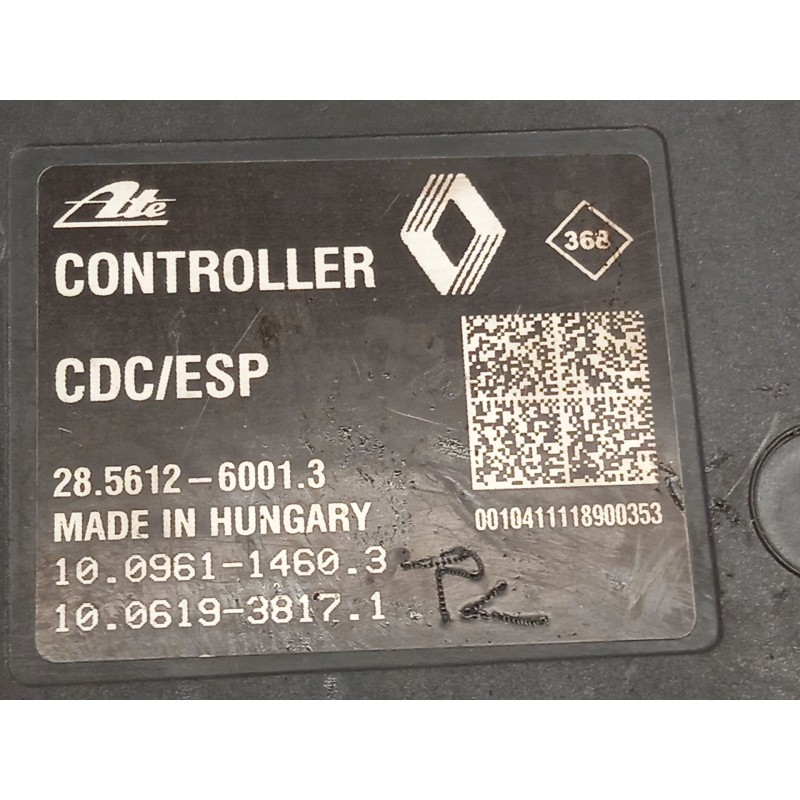 Ate
368
CONTROLLER
CDC/ESP
28.5612-6001.3
MADE IN HUNGARY
0010411118900353
10.0961-1460.3
10.0619-3817.1